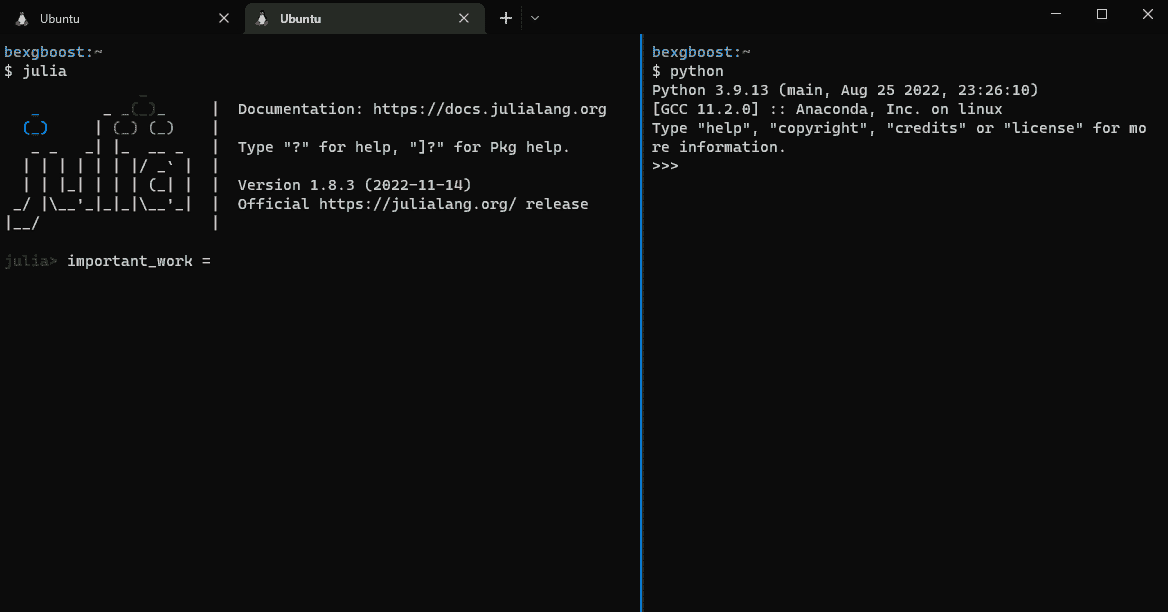 Ubuntu
Ubuntu
bexgboost:~
$ julia
               _
   _       _ _(_)_     |  Documentation: https://docs.julialang.org
  (_)     | (_) (_)    |
   _ _   _| |_  __ _   |  Type "?" for help, "]?" for Pkg help.
  | | | | | | |/ _` |  |
  | | |_| | | | (_| |  |  Version 1.8.3 (2022-11-14)
 _/ |\__'_|_|_|\__'_|  |  Official https://julialang.org/ release
|__/                   |
julia> important_work =
bexgboost:~
$ python
Python 3.9.13 (main, Aug 25 2022, 23:26:10)
[GCC 11.2.0] :: Anaconda, Inc. on linux
Type "help", "copyright", "credits" or "license" for mo
re information.
>>>